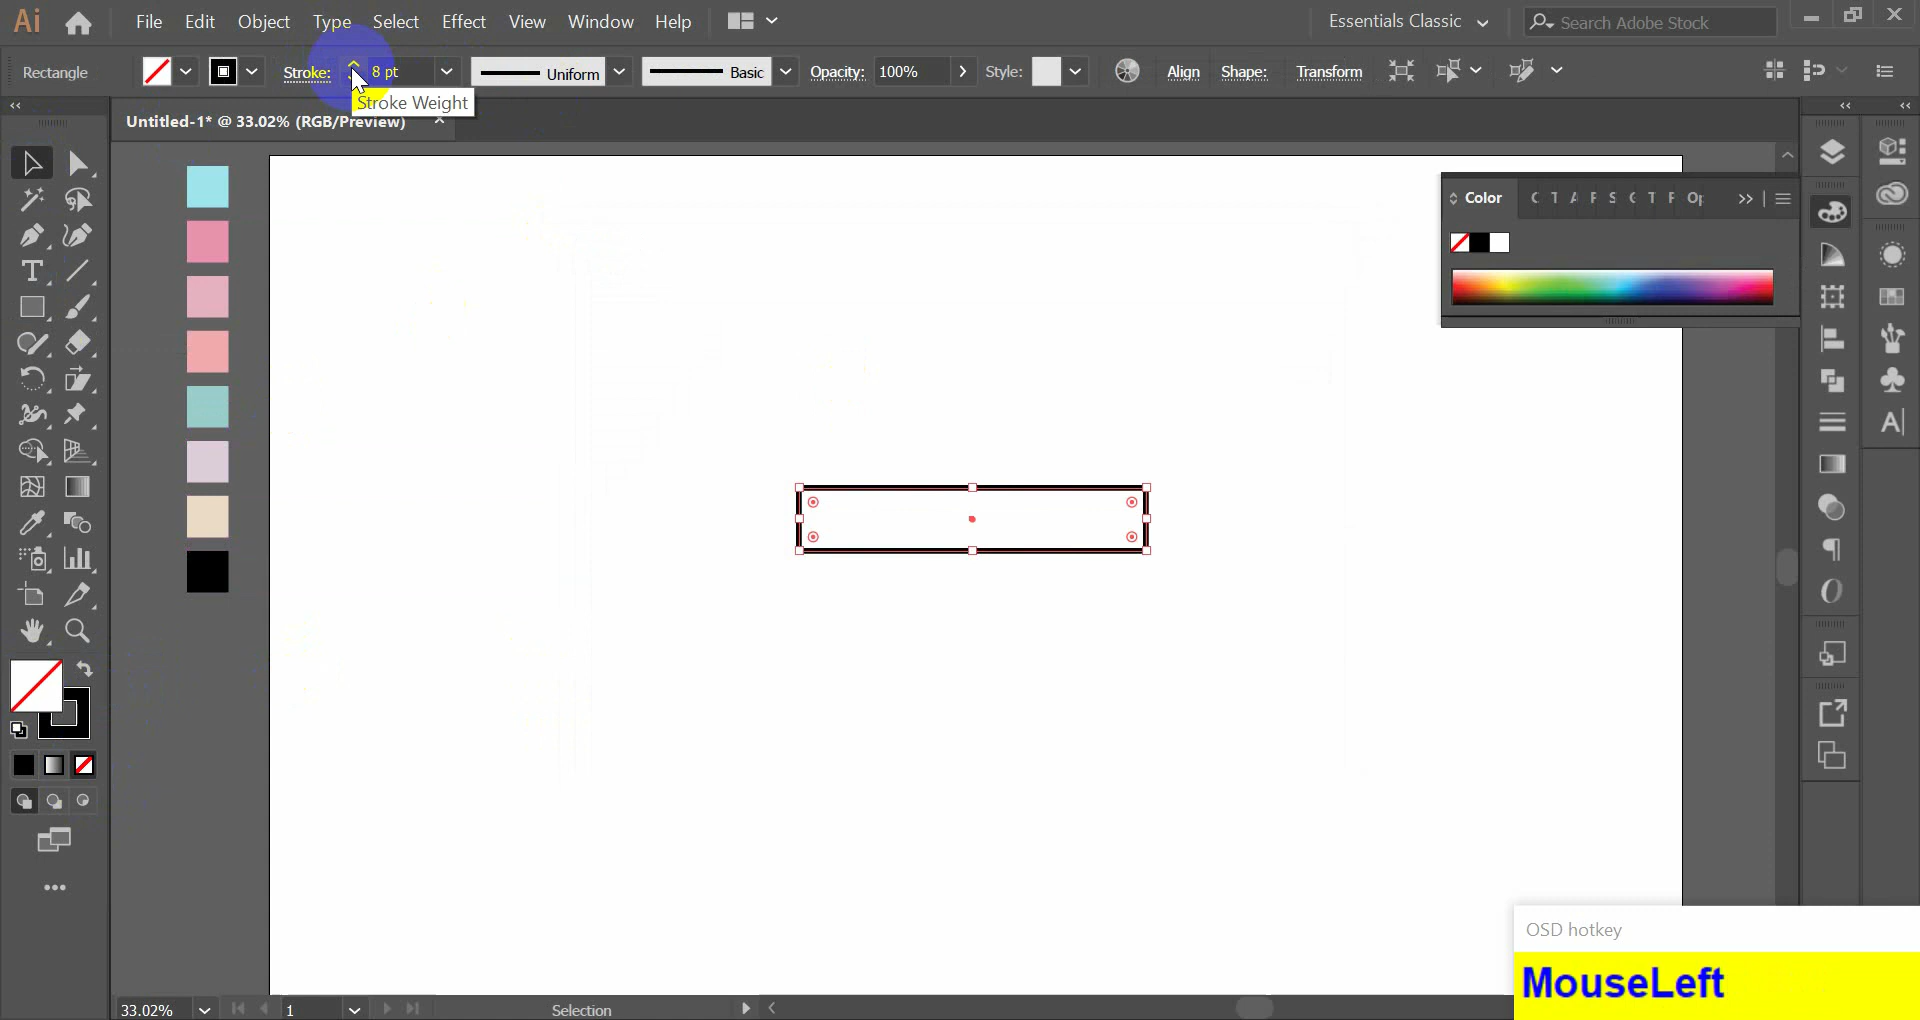 Ai File Edit Object Type Select Effect View Window Help Essentials Classic Search Adobe Stock
Rectangle Stroke: 8 pt Uniform Basic Opacity: 100% Style: Align Shape: Transform
Stroke Weight
Untitled-1* @ 33.02% (RGB/Preview)
Color C T A F S C T F Op
33.02% 1 Selection
OSD hotkey
MouseLeft